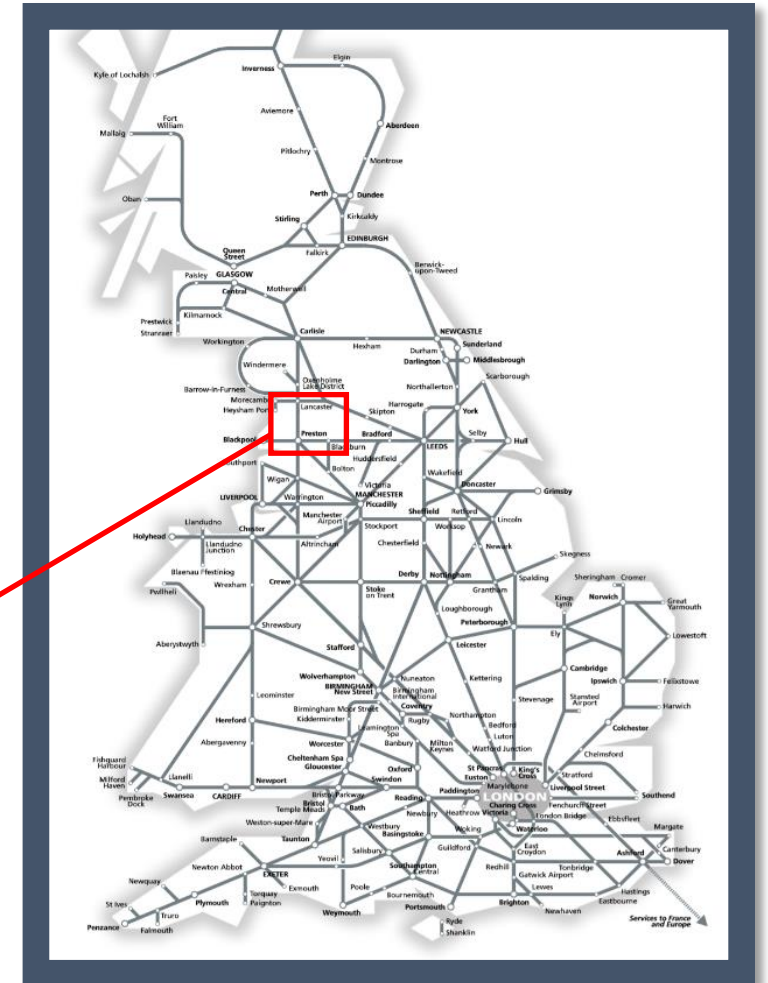 Elgin
Inverness
Kyle of Lochalsh
Aviemore
Fort
William
Mallaig
Aberdeen
Pitlochry
Montrose
Perth
Dundee
Oban
Kirkcaldy
Stirling
EDINBURGH
Queen
Street
Falkirk
Berwick-
upon-Tweed
Paisley
GLASGOW
Central
Motherwell
Kilmarnock
Prestwick
Stranraer
Carlisle
NEWCASTLE
Workington
Hexham
Sunderland
Durham
Darlington
Middlesbrough
Windermere
Oxenholme
Lake District
Scarborough
Barrow-in-Furness
Northallerton
Morecambe
Lancaster
Harrogate
York
Heysham Port
Skipton
Preston
Bradford
Selby
Blackpool
Blackburn
LEEDS
Hull
Huddersfield
Southport
Bolton
Wakefield
Wigan
Victoria
Doncaster
MANCHESTER
Piccadilly
Grimsby
LIVERPOOL
Warrington
Manchester
Airport
Sheffield
Retford
Llandudno
Stockport
Worksop
Lincoln
Chester
Holyhead
Llandudno
Junction
Altrincham
Chesterfield
Newark
Skegness
Blaenau Ffestiniog
Wrexham
Crewe
Stoke
on Trent
Derby
Nottingham
Grantham
Spalding
Sheringham
Cromer
Pwllheli
Kings
Lynn
Norwich
Great
Yarmouth
Loughborough
Shrewsbury
Peterborough
Ely
Lowestoft
Aberystwyth
Stafford
Leicester
Wolverhampton
BIRMINGHAM
New Street
Nuneaton
Birmingham
International
Kettering
Cambridge
Ipswich
Felixstowe
Leominster
Birmingham Moor Street
Kidderminster
Coventry
Rugby
Northampton
Stevenage
Stansted
Airport
Harwich
Hereford
Leamington
Spa
Bedford
Colchester
Worcester
Banbury
Milton
Keynes
Luton
Abergavenny
Watford Junction
Chelmsford
Cheltenham Spa
Gloucester
Oxford
St Pancras
Euston
King's
Cross
Stratford
Fishguard
Harbour
Llanelli
Newport
Swindon
Marylebone
Liverpool Street
Milford
Haven
Pembroke
Dock
Swansea
CARDIFF
Bristol Parkway
Reading
Paddington
LONDON
Southend
Bristol
Temple Meads
Bath
Newbury
Heathrow
Victoria
Charing Cross
Fenchurch Street
London Bridge
Weston-super-Mare
Westbury
Basingstoke
Woking
Waterloo
Ebbsfleet
Margate
Barnstaple
Taunton
Salisbury
Guildford
East
Croydon
Ashford
Canterbury
Newton Abbot
Yeovil
Southampton
Central
Redhill
Gatwick Airport
Tonbridge
Dover
EXETER
Newquay
Exmouth
Poole
Lewes
Hastings
Torquay
Paignton
Bournemouth
Eastbourne
St Ives
Plymouth
Weymouth
Portsmouth
Brighton
Newhaven
Truro
Ryde
Services to France
and Europe
Penzance
Falmouth
Shanklin